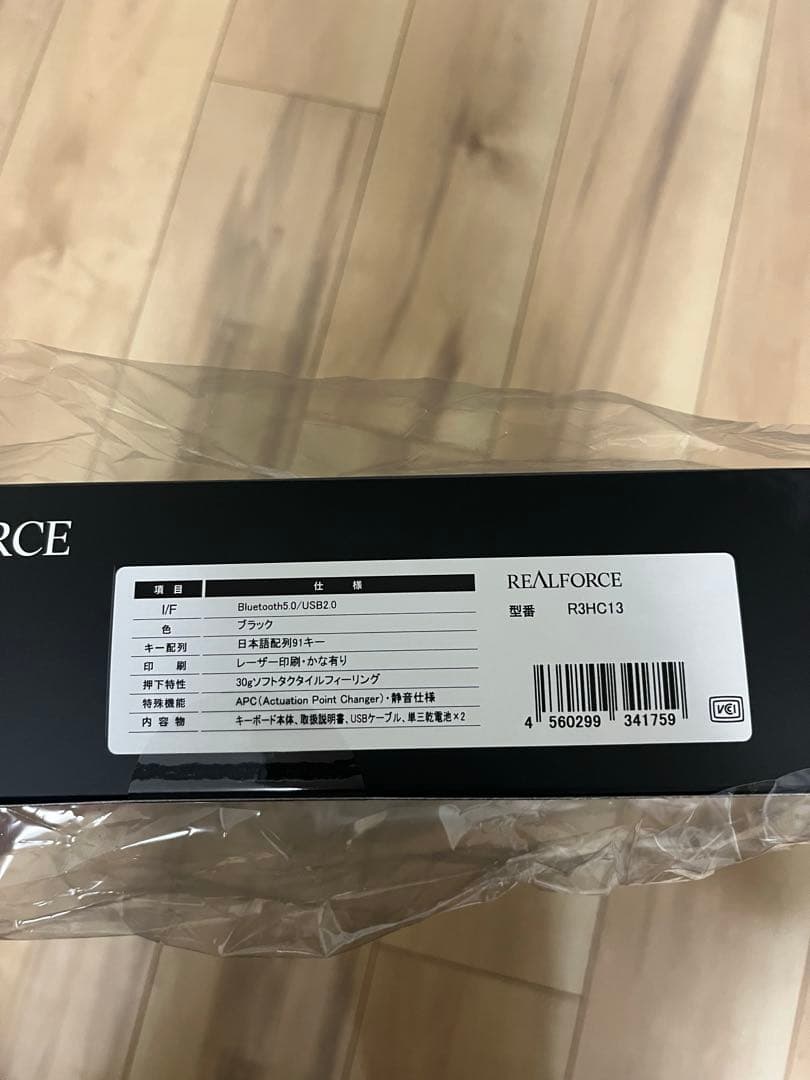 RCE
項目 仕様
I/F Bluetooth5.0/USB2.0
色 ブラック
キー配列 日本語配列91キー
印刷 レーザー印刷・かな有り
押下特性 30gソフトタクタイルフィーリング
特殊機能 APC(Actuation Point Changer)・静音仕様
内容物 キーボード本体、取扱説明書、USBケーブル、単三乾電池×2
REALFORCE
型番 R3HC13
4 560299 341759
VCI